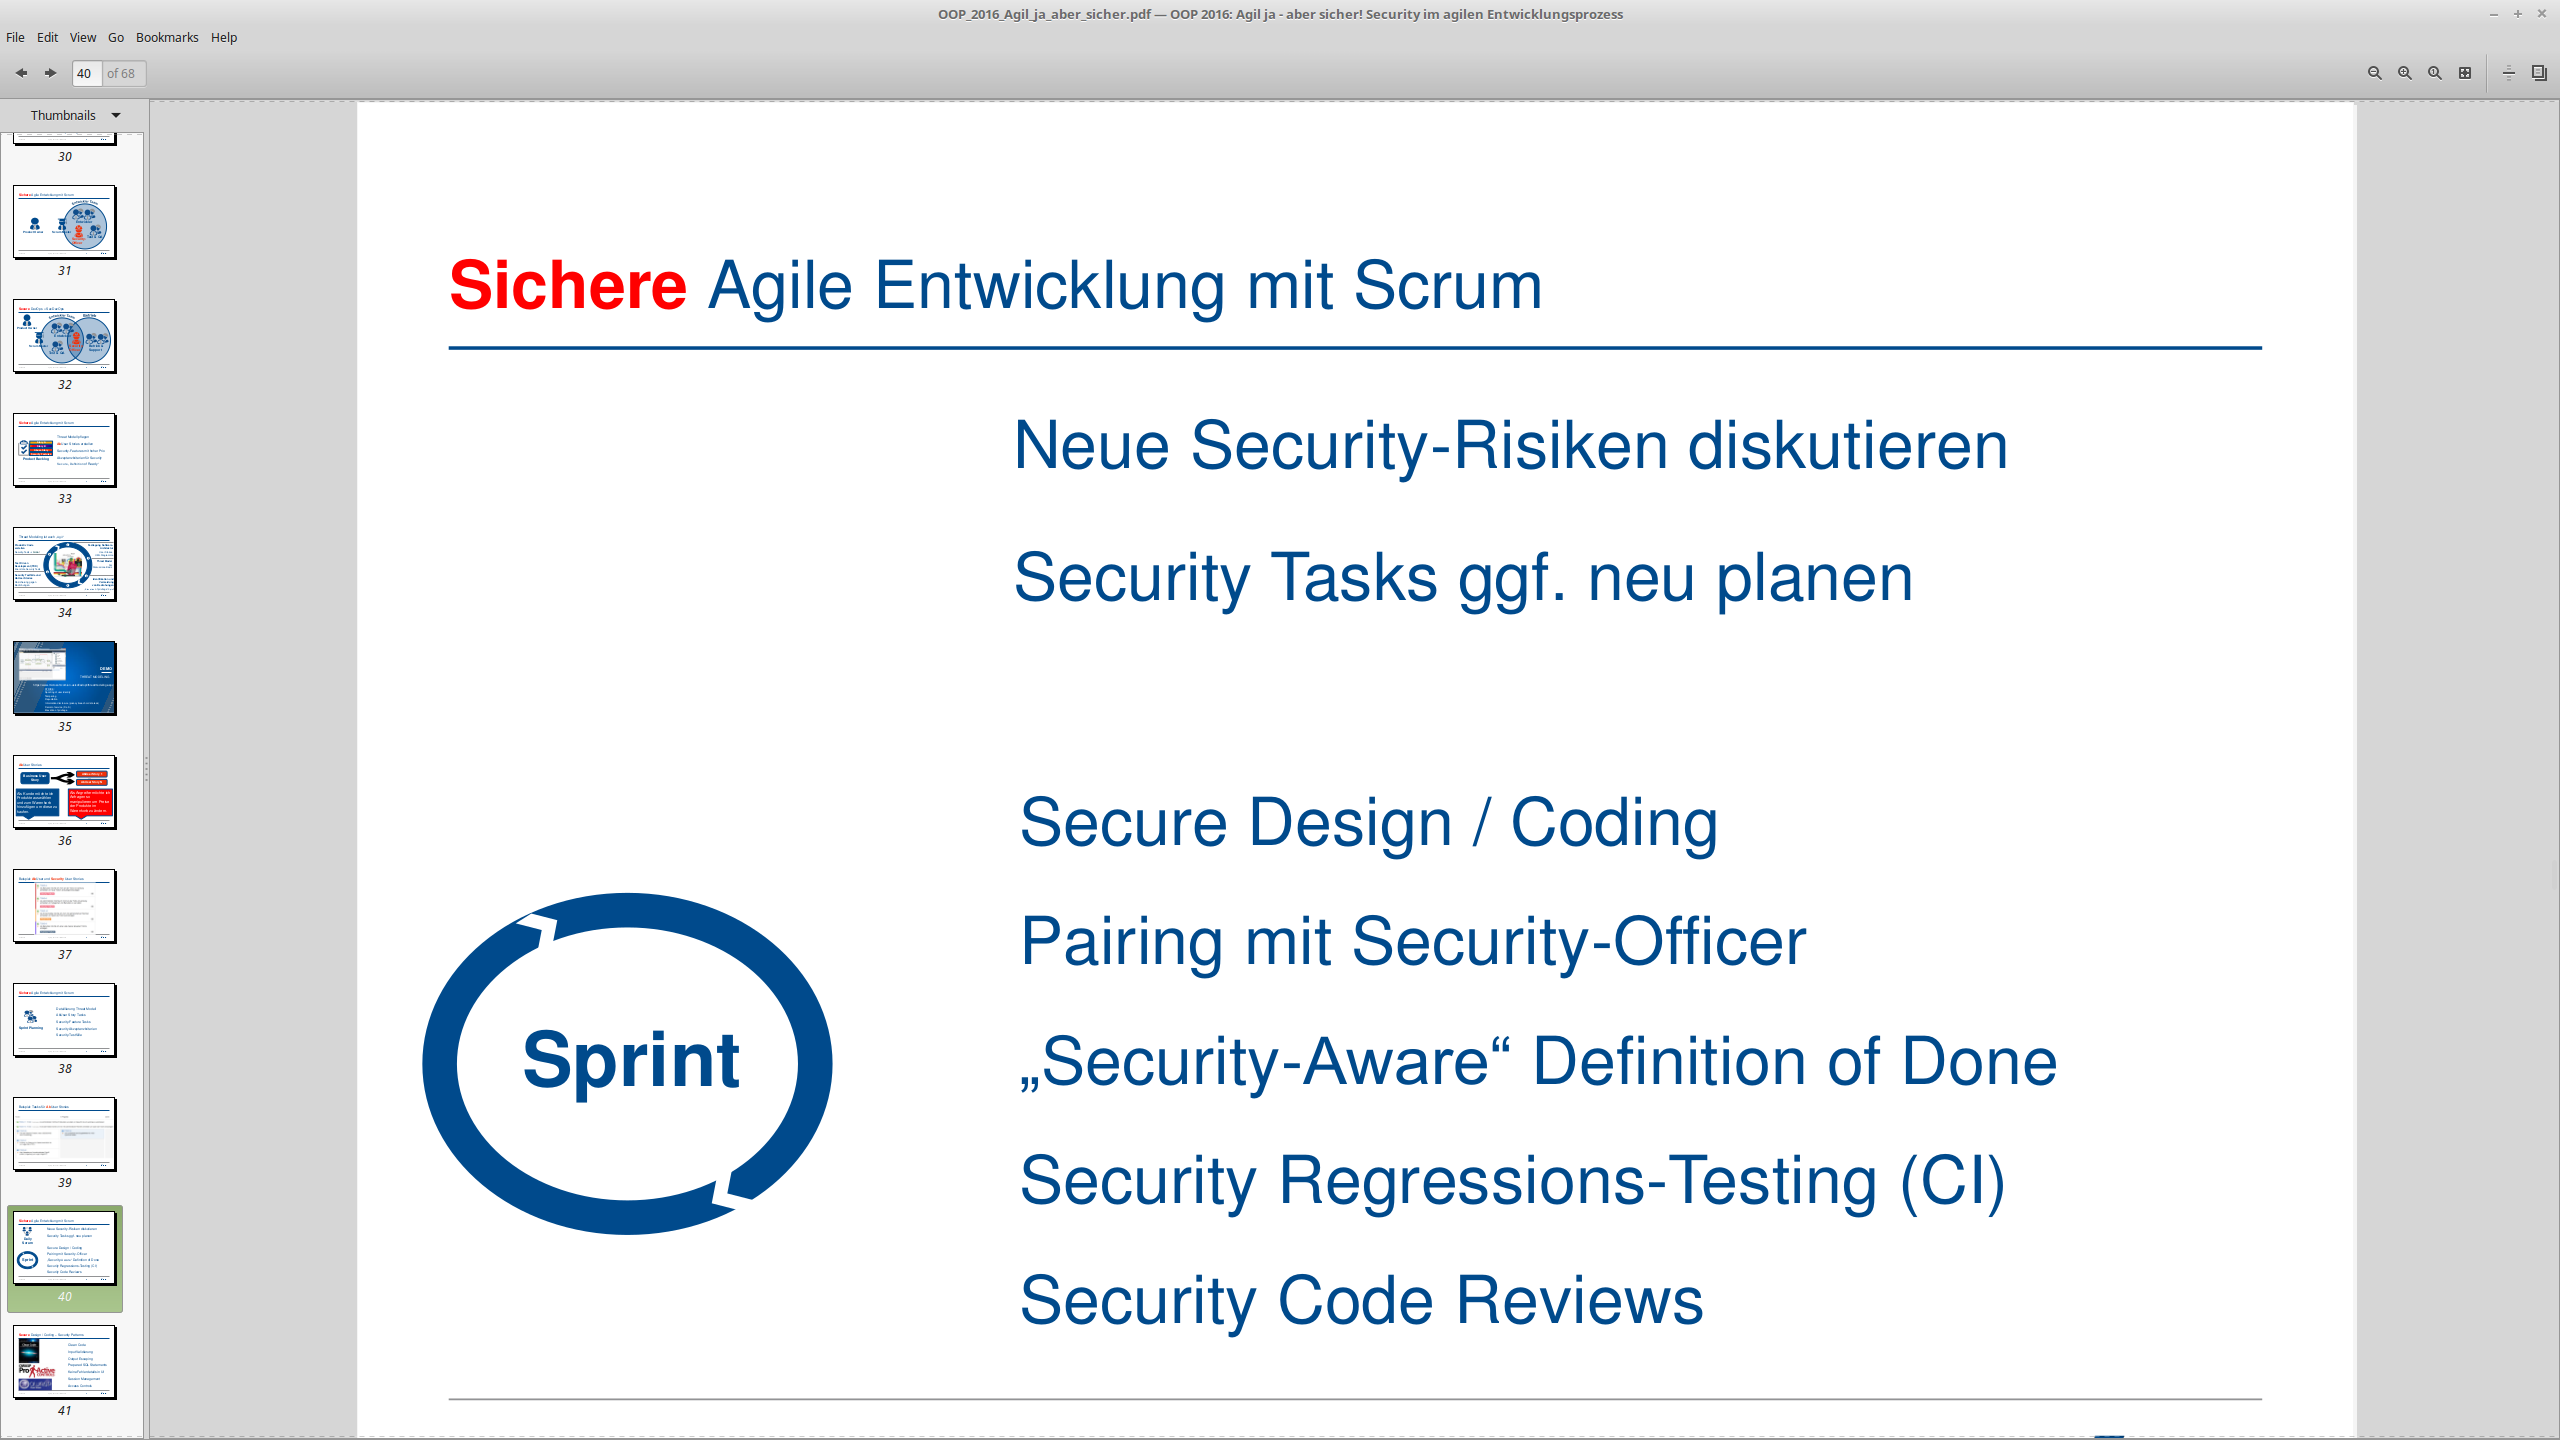 OOP_2016_Agil_ja_aber_sicher.pdf — OOP 2016: Agil ja - aber sicher! Security im agilen Entwicklungsprozess
File Edit View Go Bookmarks Help
40 of 68
Thumbnails
30
31
32
33
34
35
36
37
38
39
40
41
Sichere Agile Entwicklung mit Scrum
Neue Security-Risiken diskutieren
Security Tasks ggf. neu planen
Secure Design / Coding
Pairing mit Security-Officer
„Security-Aware“ Definition of Done
Security Regressions-Testing (CI)
Security Code Reviews
Sprint